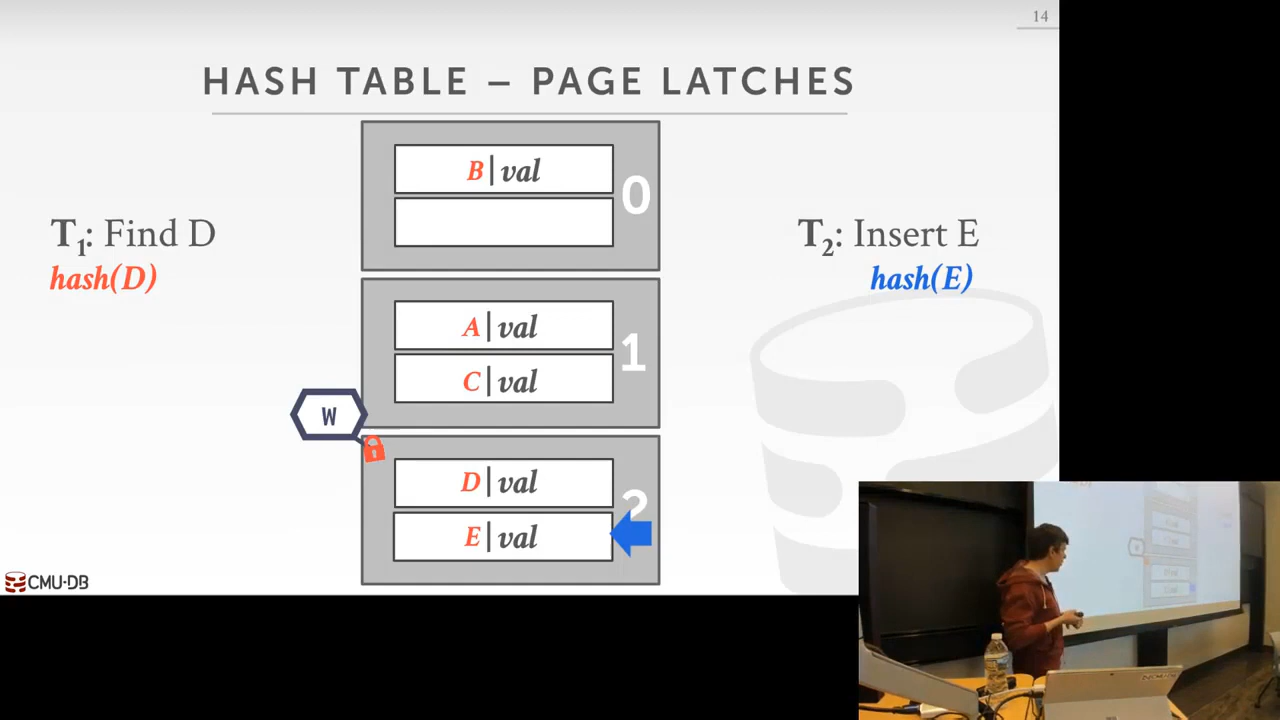 14
HASH TABLE – PAGE LATCHES
B|val
0
T1: Find D
hash(D)
T2: Insert E
hash(E)
A|val
1
C|val
W
D|val
2
E|val
CMU·DB